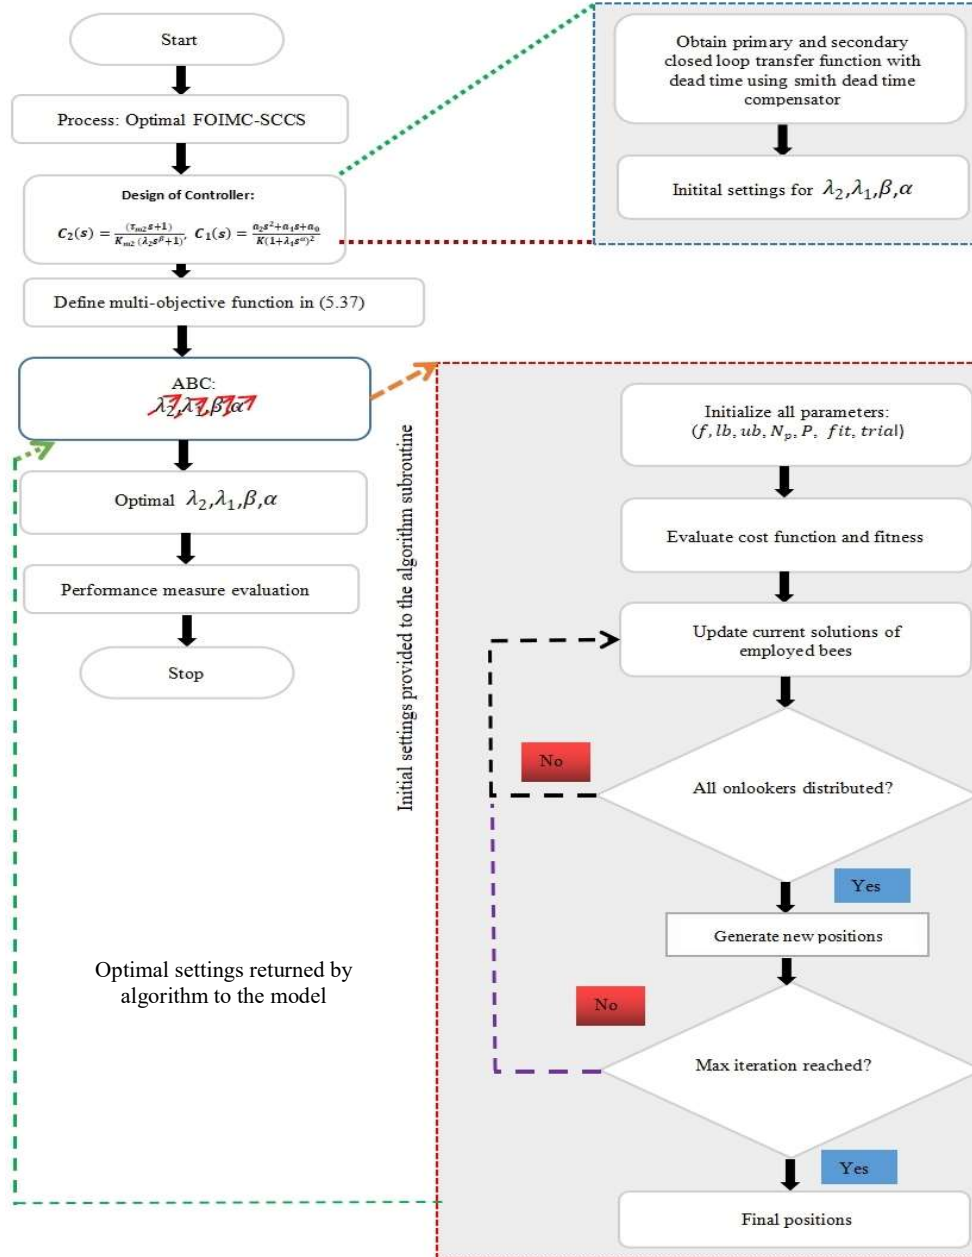 Start
Process: Optimal FOIMC-SCCS
Design of Controller:
C₂(s) = (τₘ₂s+1)/(Kₘ₂(λ₂s^β+1)), C₁(s) = (a₂s²+a₁s+a₀)/(K(1+λ₁s^α)²)
Define multi-objective function in (5.37)
ABC:
λ₂,λ₁,β,α
Optimal λ₂,λ₁,β,α
Performance measure evaluation
Stop
Obtain primary and secondary
closed loop transfer function with
dead time using smith dead time
compensator
Initital settings for λ₂,λ₁,β,α
Initial settings provided to the algorithm subroutine
Initialize all parameters:
(f, lb, ub, Nₚ, P, fit, trial)
Evaluate cost function and fitness
Update current solutions of
employed bees
No
All onlookers distributed?
Yes
Generate new positions
No
Max iteration reached?
Yes
Final positions
Optimal settings returned by
algorithm to the model